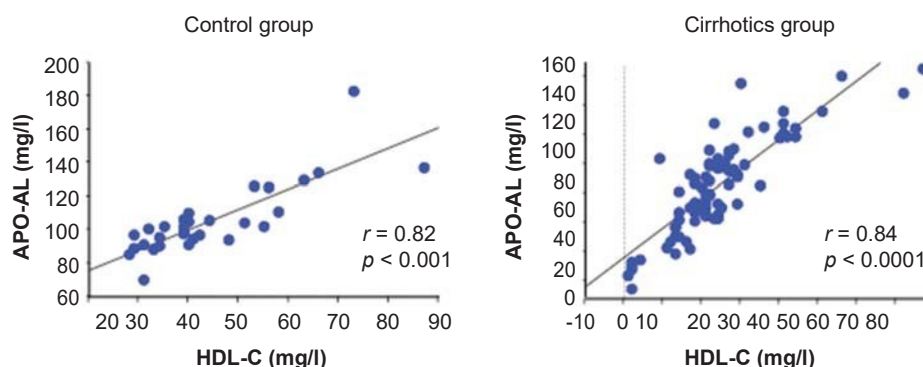 Control group
APO-AL (mg/l)
200
180
160
140
120
100
80
60
r = 0.82
p < 0.001
20 30 40 50 60 70 80 90
HDL-C (mg/l)
Cirrhotics group
APO-AL (mg/l)
160
140
120
100
80
60
40
20
0
r = 0.84
p < 0.0001
-10 0 10 20 30 40 50 60 70 80
HDL-C (mg/l)